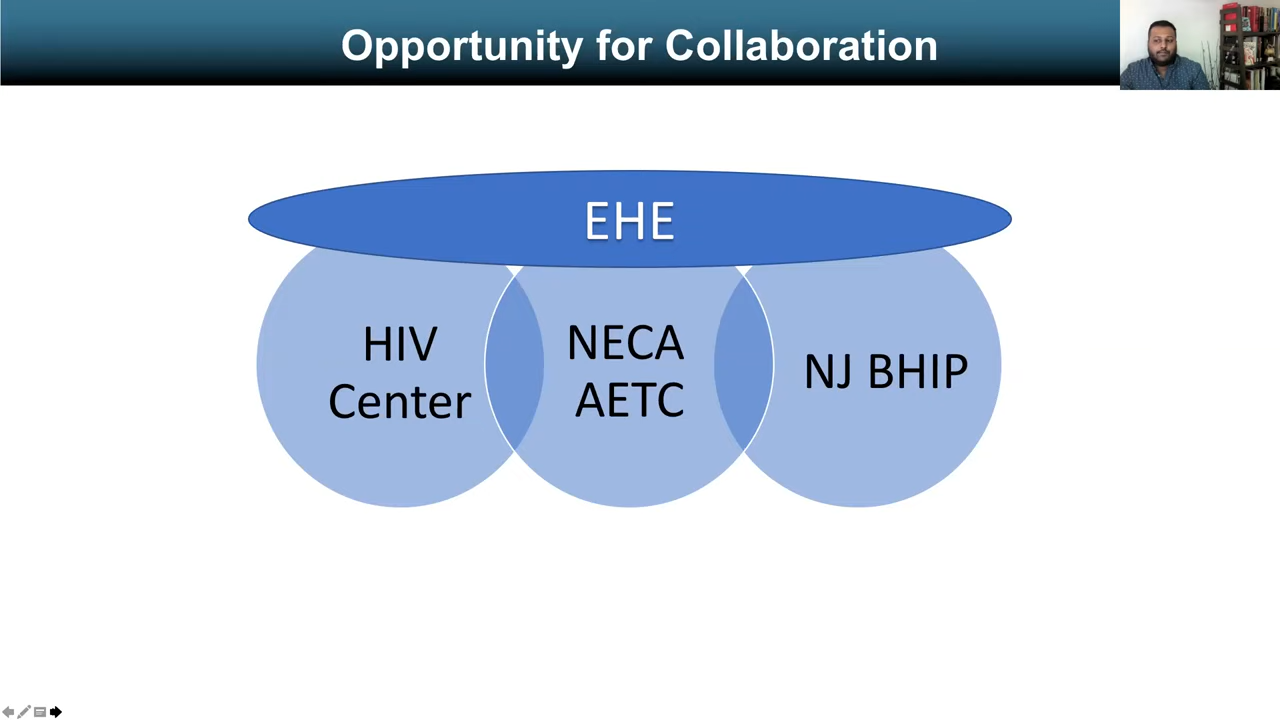 Opportunity for Collaboration
EHE
HIV
Center
NECA
AETC
NJ BHIP